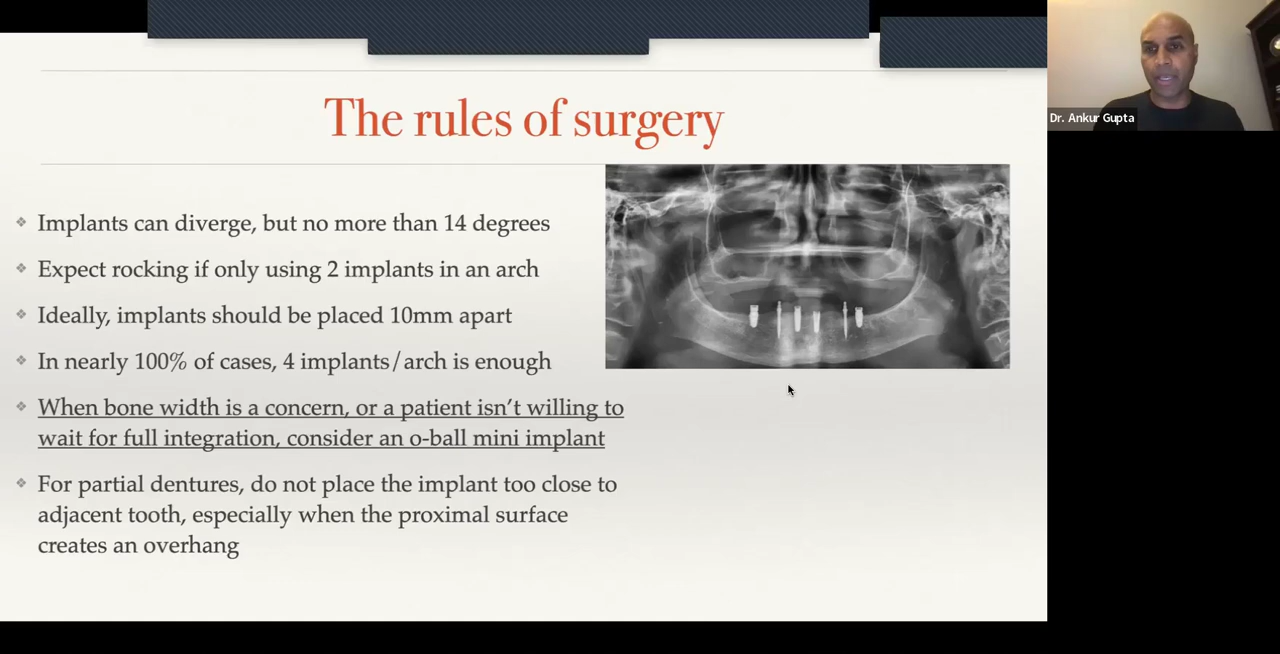 The rules of surgery
Dr. Ankur Gupta
Implants can diverge, but no more than 14 degrees
Expect rocking if only using 2 implants in an arch
Ideally, implants should be placed 10mm apart
In nearly 100% of cases, 4 implants/arch is enough
When bone width is a concern, or a patient isn’t willing to
wait for full integration, consider an o-ball mini implant
For partial dentures, do not place the implant too close to
adjacent tooth, especially when the proximal surface
creates an overhang